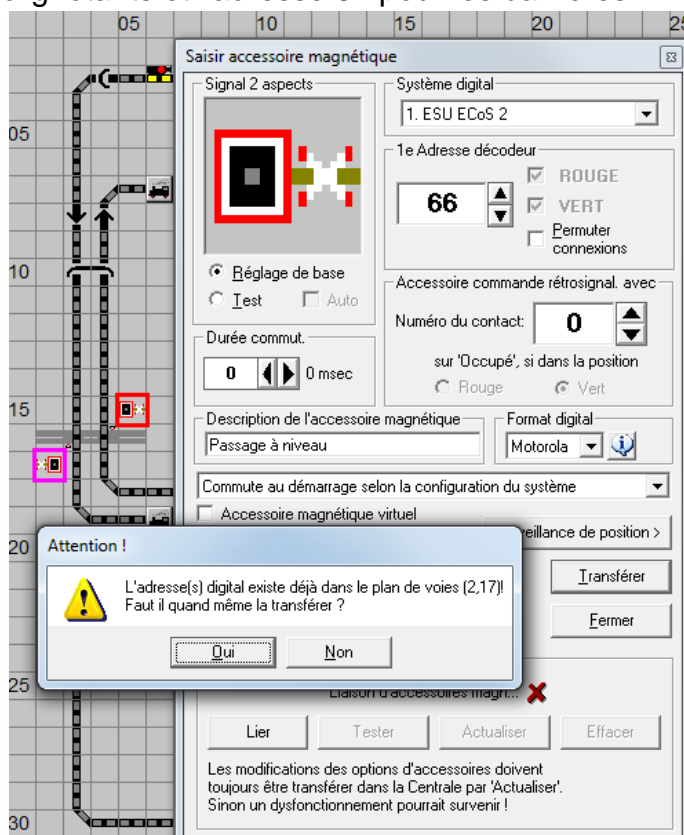 05 10 15 20
Saisir accessoire magnétique
Signal 2 aspects
Système digital
1. ESU ECoS 2
05
1e Adresse décodeur
66
ROUGE
VERT
Permuter
connexions
10
Réglage de base
Test Auto
Accessoire commande rétrosignal. avec
Numéro du contact: 0
Durée commut.
0 0 msec
sur 'Occupé', si dans la position
Rouge Vert
15
Description de l'accessoire magnétique
Passage à niveau
Format digital
Motorola
Commute au démarrage selon la configuration du système
Accessoire magnétique virtuel
de position >
20
Attention !
L'adresse(s) digital existe déjà dans le plan de voies (2,17)!
Faut il quand même la transférer ?
Oui Non
Transférer
Fermer
25
Lier Tester Actualiser Effacer
Les modifications des options d'accessoires doivent
toujours être transférer dans la Centrale par 'Actualiser'.
Sinon un dysfonctionnement pourrait survenir !
30